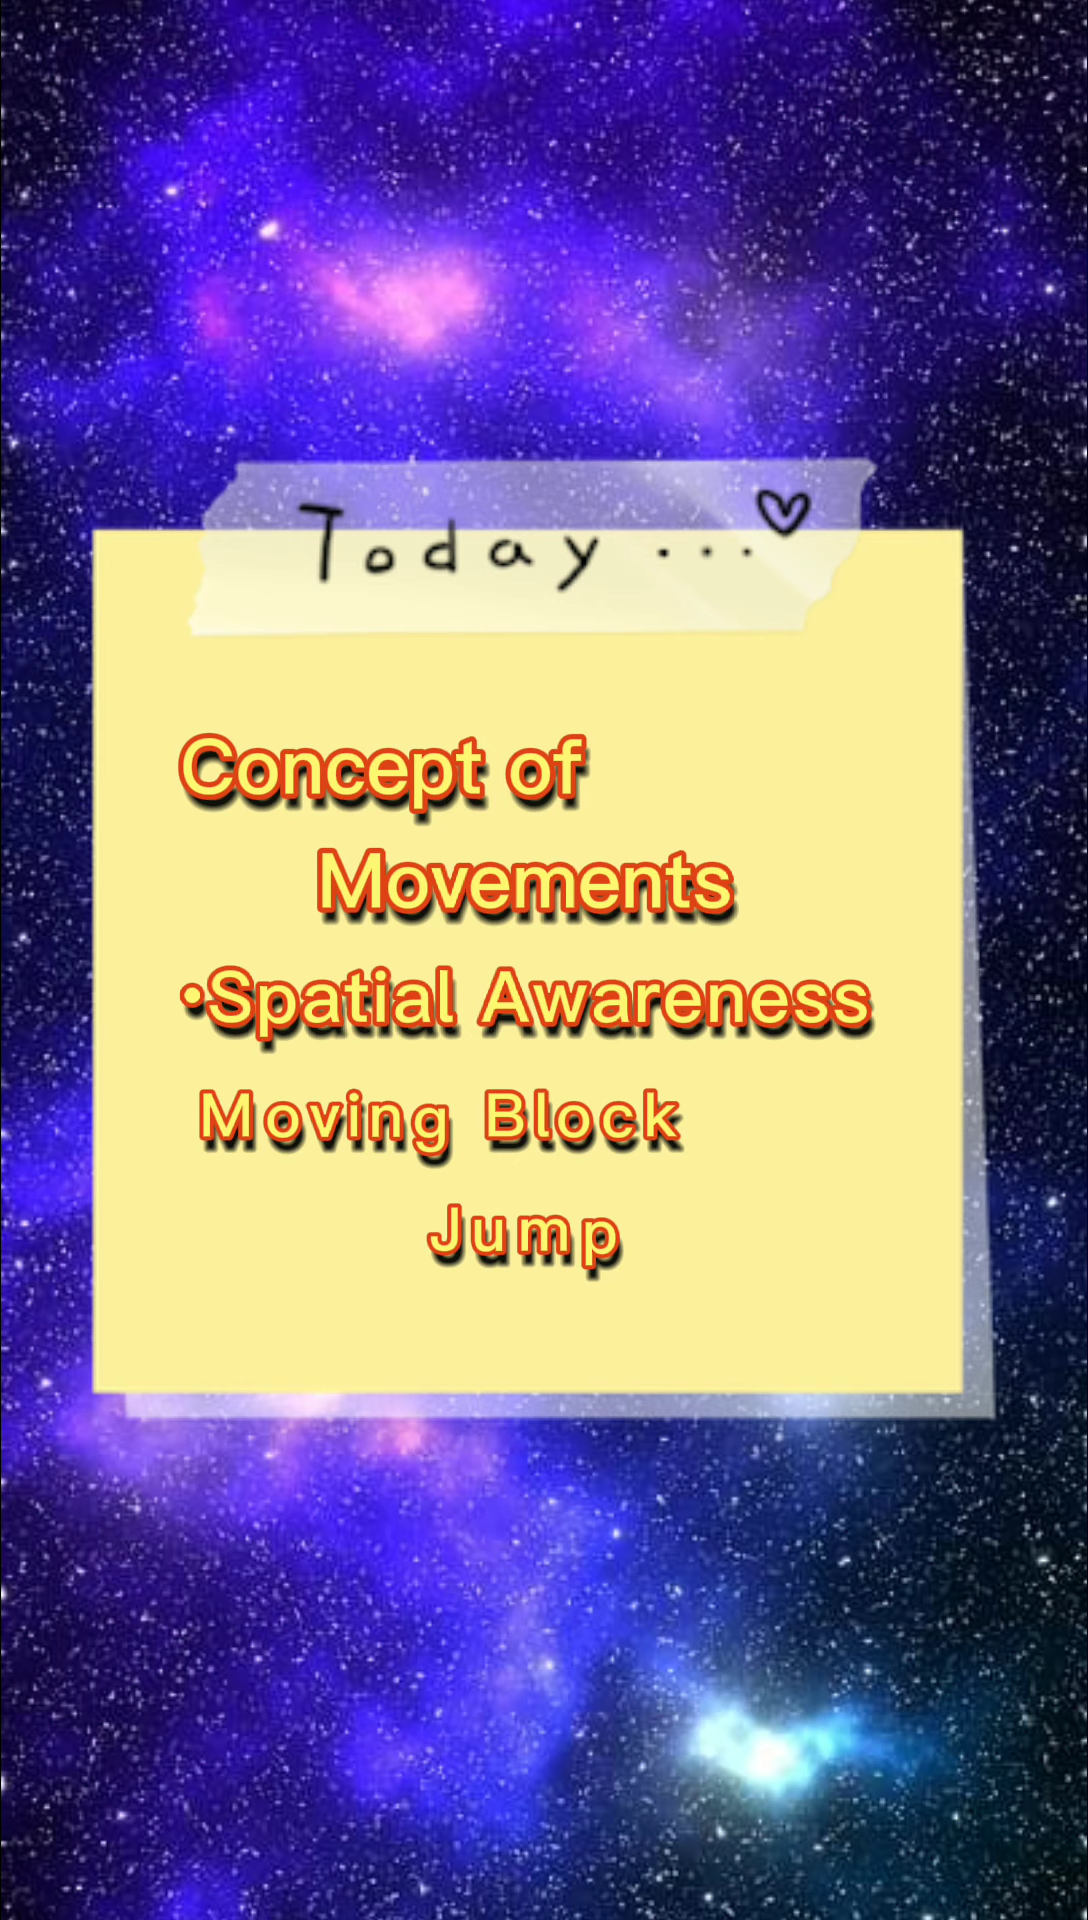 Today ...
Concept of
Movements
•Spatial Awareness
Moving Block
Jump